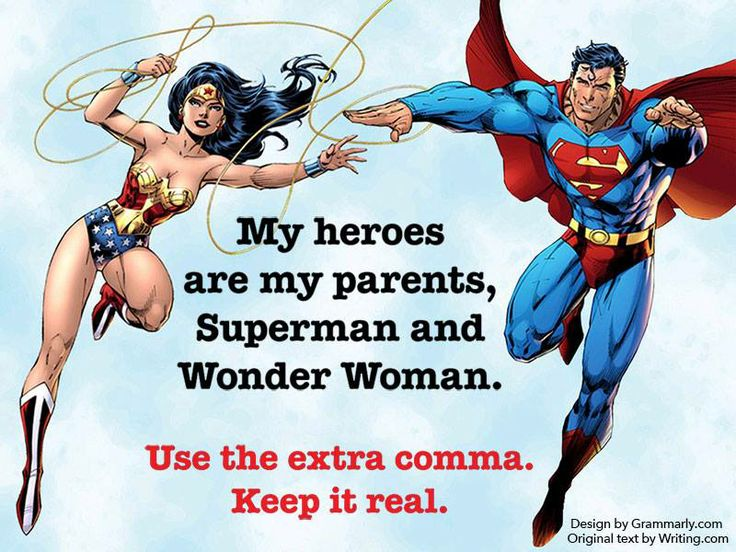 My heroes
are my parents,
Superman and
Wonder Woman.
Use the extra comma.
Keep it real.
Design by Grammarly.com
Original text by Writing.com